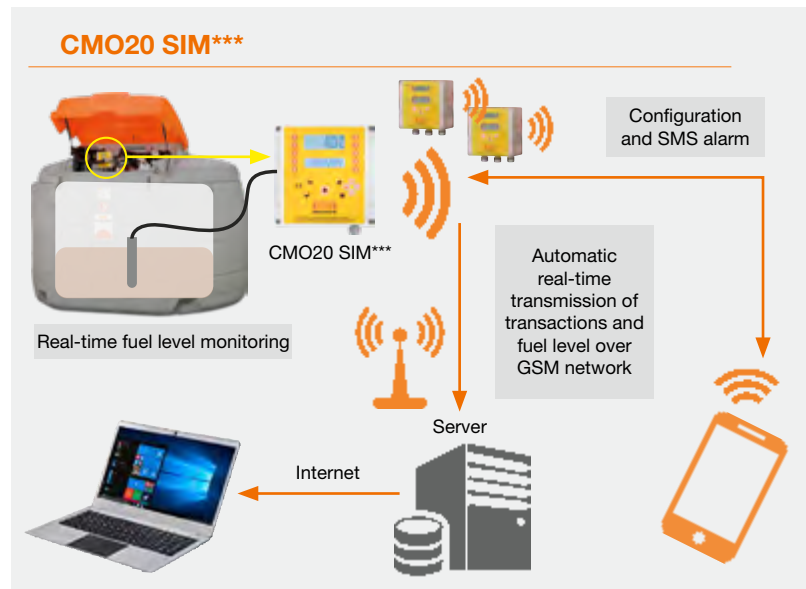 CMO20 SIM***
Configuration
and SMS alarm
CMO20 SIM***
Automatic
real-time
transmission of
transactions and
fuel level over
GSM network
Real-time fuel level monitoring
Server
Internet